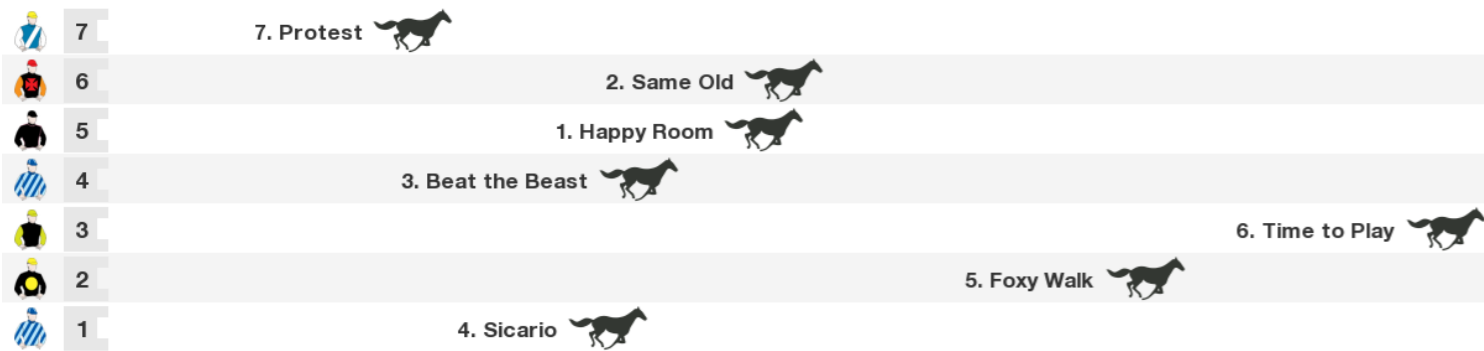 7 7. Protest
6 2. Same Old
5 1. Happy Room
4 3. Beat the Beast
3 6. Time to Play
2 5. Foxy Walk
1 4. Sicario